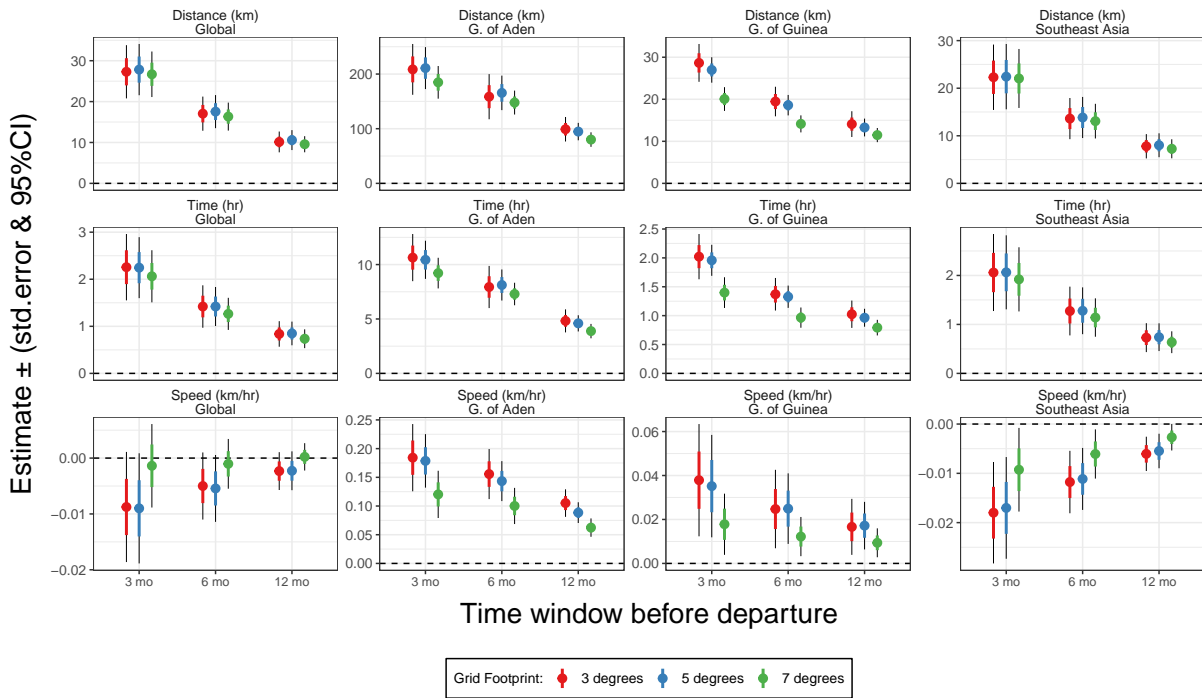 Distance (km)
Global
Distance (km)
G. of Aden
Distance (km)
G. of Guinea
Distance (km)
Southeast Asia
30
20
10
0
200
100
0
30
20
10
0
30
20
10
0
Time (hr)
Global
Time (hr)
G. of Aden
Time (hr)
G. of Guinea
Time (hr)
Southeast Asia
3
2
1
0
10
5
0
2.5
2.0
1.5
1.0
0.5
0.0
2
1
0
Speed (km/hr)
Global
Speed (km/hr)
G. of Aden
Speed (km/hr)
G. of Guinea
Speed (km/hr)
Southeast Asia
0.00
−0.01
−0.02
0.25
0.20
0.15
0.10
0.05
0.00
0.06
0.04
0.02
0.00
0.00
−0.01
−0.02
3 mo 6 mo 12 mo
3 mo 6 mo 12 mo
3 mo 6 mo 12 mo
3 mo 6 mo 12 mo
Estimate ± (std.error & 95%CI)
Time window before departure
Grid Footprint: 3 degrees 5 degrees 7 degrees